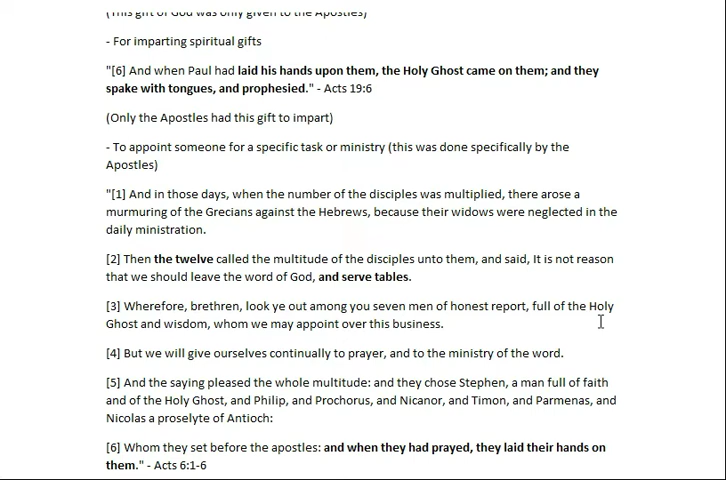 (This gift of God was only given to the Apostles)
- For imparting spiritual gifts
"[6] And when Paul had laid his hands upon them, the Holy Ghost came on them; and they
spake with tongues, and prophesied." - Acts 19:6
(Only the Apostles had this gift to impart)
- To appoint someone for a specific task or ministry (this was done specifically by the
Apostles)
"[1] And in those days, when the number of the disciples was multiplied, there arose a
murmuring of the Grecians against the Hebrews, because their widows were neglected in the
daily ministration.
[2] Then the twelve called the multitude of the disciples unto them, and said, It is not reason
that we should leave the word of God, and serve tables.
[3] Wherefore, brethren, look ye out among you seven men of honest report, full of the Holy
Ghost and wisdom, whom we may appoint over this business.
[4] But we will give ourselves continually to prayer, and to the ministry of the word.
[5] And the saying pleased the whole multitude: and they chose Stephen, a man full of faith
and of the Holy Ghost, and Philip, and Prochorus, and Nicanor, and Timon, and Parmenas, and
Nicolas a proselyte of Antioch:
[6] Whom they set before the apostles: and when they had prayed, they laid their hands on
them." - Acts 6:1-6